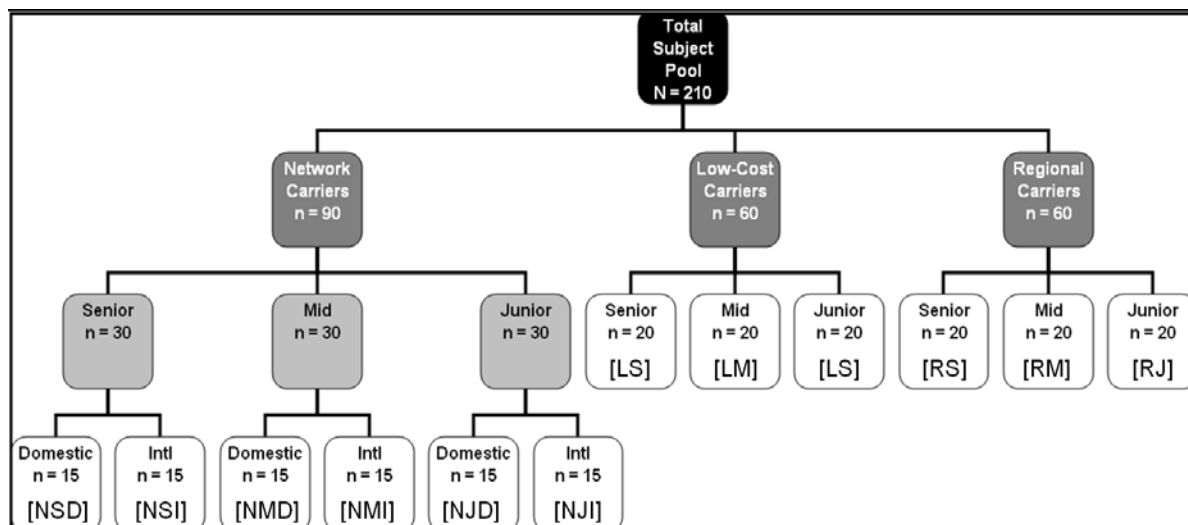 Total
Subject
Pool
N = 210
Network
Carriers
n = 90
Low-Cost
Carriers
n = 60
Regional
Carriers
n = 60
Senior
n = 30
Mid
n = 30
Junior
n = 30
Senior
n = 20
[LS]
Mid
n = 20
[LM]
Junior
n = 20
[LS]
Senior
n = 20
[RS]
Mid
n = 20
[RM]
Junior
n = 20
[RJ]
Domestic
n = 15
[NSD]
Intl
n = 15
[NSI]
Domestic
n = 15
[NMD]
Intl
n = 15
[NMI]
Domestic
n = 15
[NJD]
Intl
n = 15
[NJI]